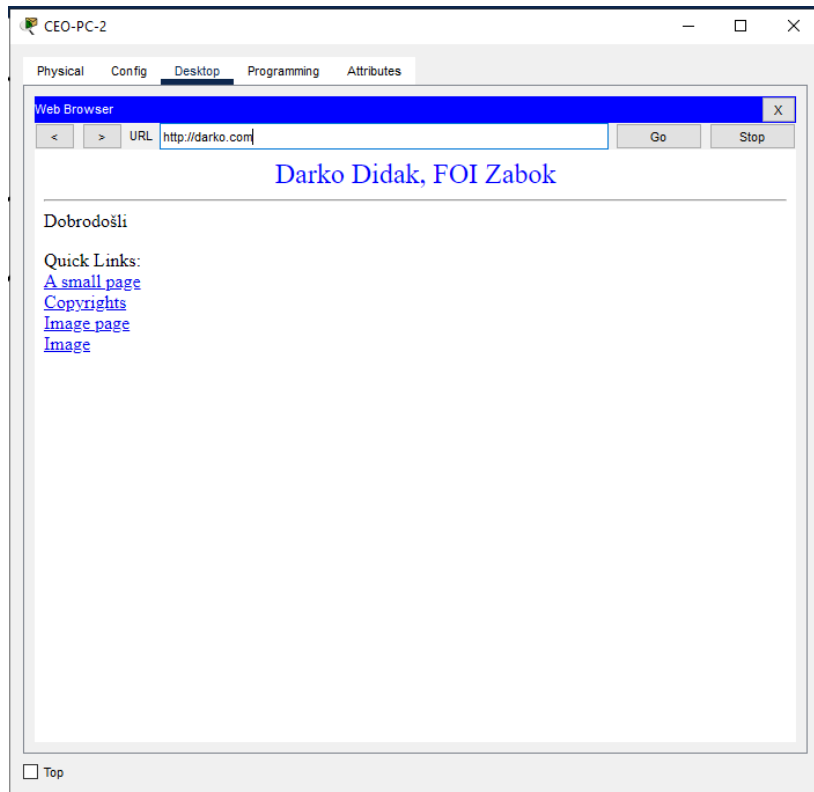 CEO-PC-2
Physical Config Desktop Programming Attributes
Web Browser X
< > URL http://darko.com Go Stop
Darko Didak, FOI Zabok
Dobrodošli
Quick Links:
A small page
Copyrights
Image page
Image
Top